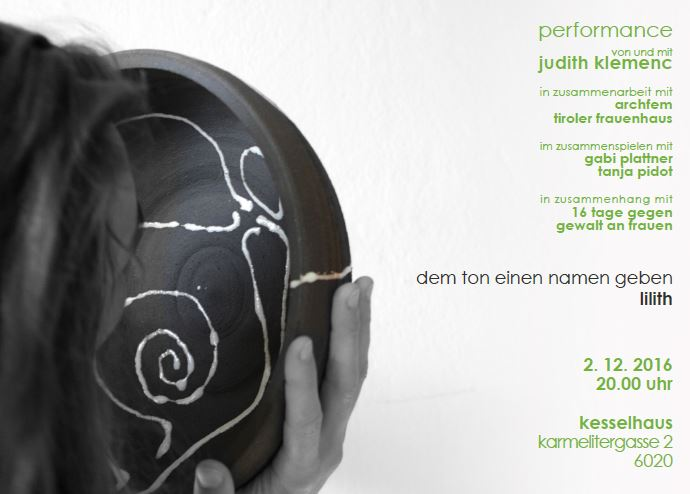 performance
von und mit
judith klemenc
in zusammenarbeit mit
archfem
tiroler frauenhaus
im zusammenspielen mit
gabi plattner
tanja pidot
in zusammenhang mit
16 tage gegen
gewalt an frauen
dem ton einen namen geben
lilith
2. 12. 2016
20.00 uhr
kesselhaus
karmelitergasse 2
6020